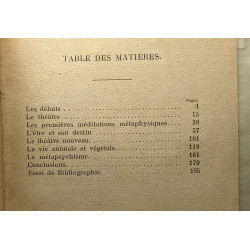 TABLE DES MATIÈRES.
Pages.
Les débuts . . . 1
Le théâtre . . . 15
Les premières méditations métaphysiques . . . 39
L'être et son destin . . . 57
Le théâtre nouveau. . . . 101
La vie animale et végétale. . . . 119
Le métapsychisme. . . . 161
Conclusions. . . . 179
Essai de Bibliographie . . . 195